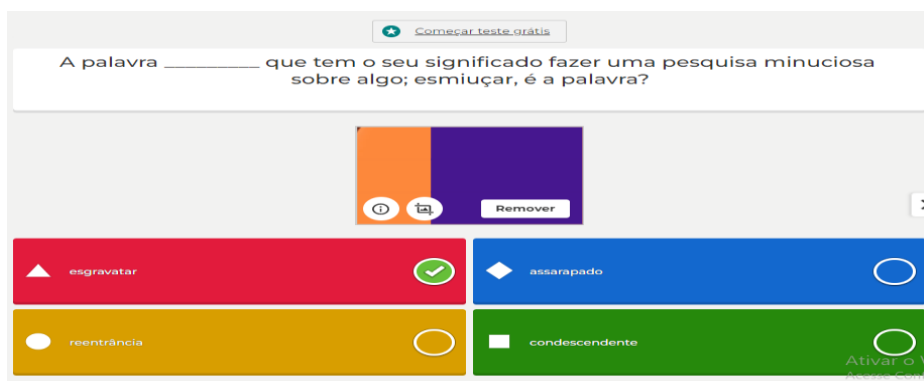 Começar teste grátis
A palavra _________ que tem o seu significado fazer uma pesquisa minuciosa
sobre algo; esmiuçar, é a palavra?
Remover
esgravatar
assarapado
reentrância
condescendente
Ativar o